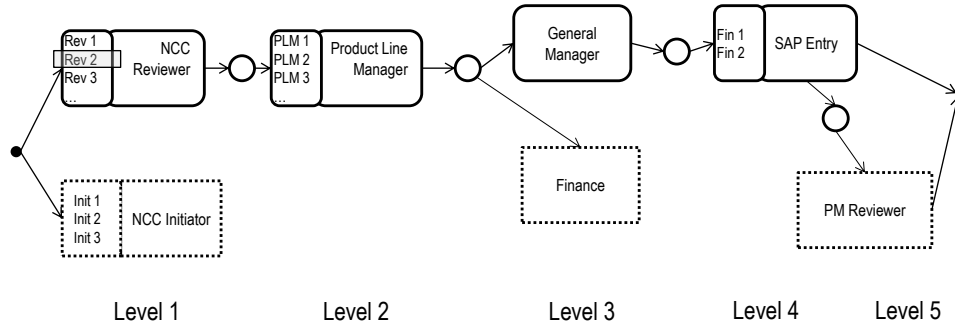 Rev 1
Rev 2
Rev 3
...
NCC
Reviewer
PLM 1
PLM 2
PLM 3
...
Product Line
Manager
General
Manager
Fin 1
Fin 2
SAP Entry
Init 1
Init 2
Init 3
NCC Initiator
Finance
PM Reviewer
Level 1
Level 2
Level 3
Level 4
Level 5